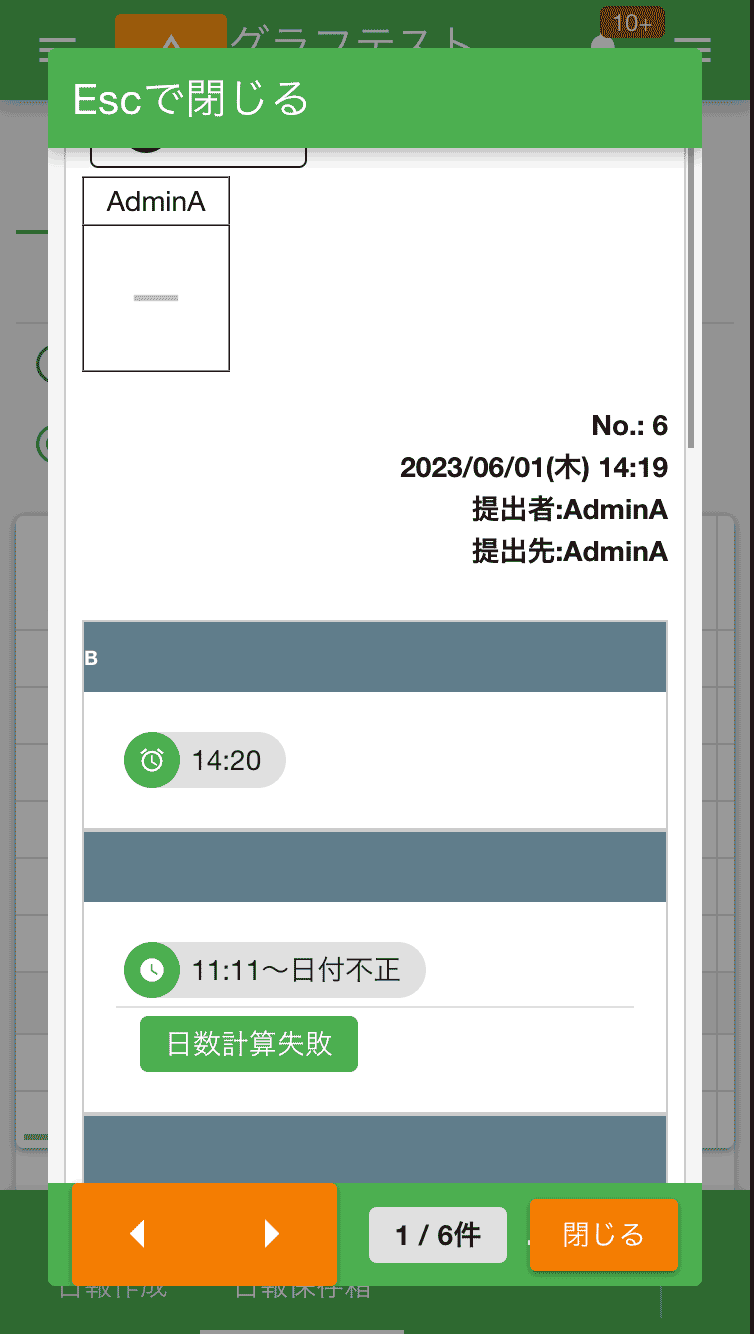 グラフテスト
10+
Escで閉じる
AdminA
No.: 6
2023/06/01(木) 14:19
提出者:AdminA
提出先:AdminA
B
14:20
11:11～日付不正
日数計算失敗
1 / 6件
閉じる
日報作成
日報保存箱